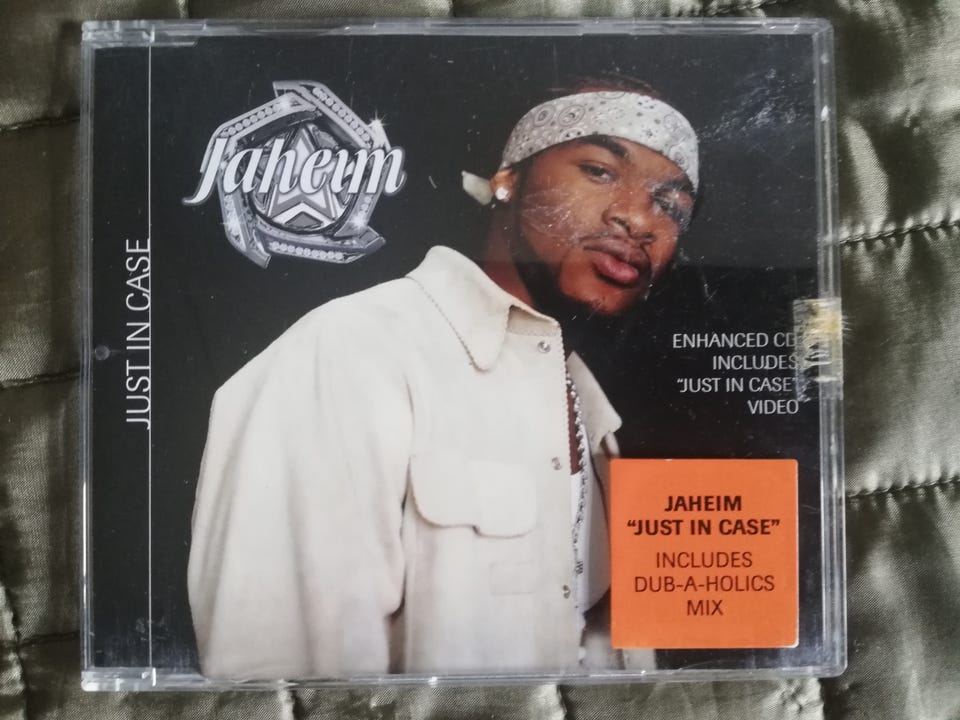 Jaheim
JUST IN CASE
ENHANCED CD
INCLUDES
"JUST IN CASE"
VIDEO
JAHEIM
"JUST IN CASE"
INCLUDES
DUB-A-HOLICS
MIX